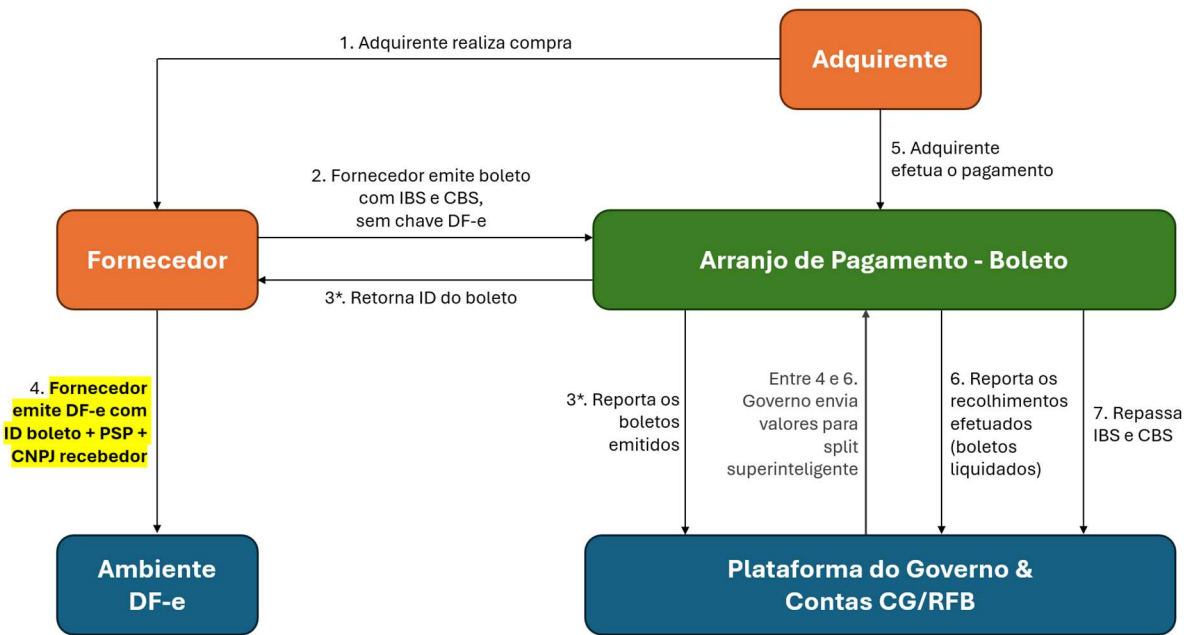 1. Adquirente realiza compra
Adquirente
5. Adquirente
efetua o pagamento
2. Fornecedor emite boleto
com IBS e CBS,
sem chave DF-e
Fornecedor
Arranjo de Pagamento - Boleto
3*. Retorna ID do boleto
4. Fornecedor
emite DF-e com
ID boleto + PSP +
CNPJ recebedor
3*. Reporta os
boletos
emitidos
Entre 4 e 6.
Governo envia
valores para
split
superinteligente
6. Reporta os
recolhimentos
efetuados
(boletos
liquidados)
7. Repassa
IBS e CBS
Ambiente
DF-e
Plataforma do Governo &
Contas CG/RFB